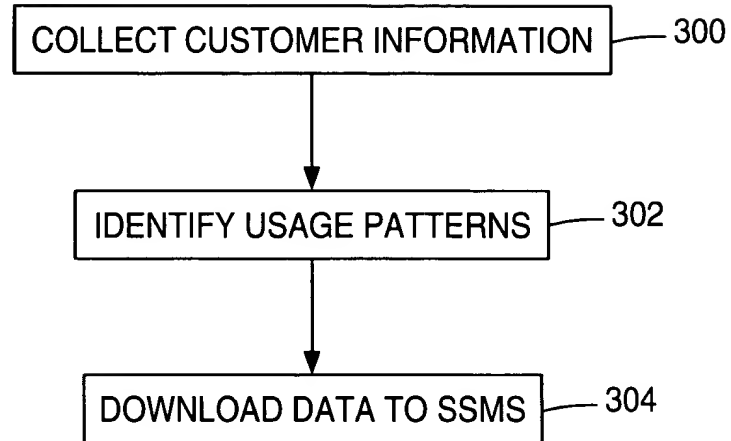 COLLECT CUSTOMER INFORMATION 300
IDENTIFY USAGE PATTERNS 302
DOWNLOAD DATA TO SSMS 304